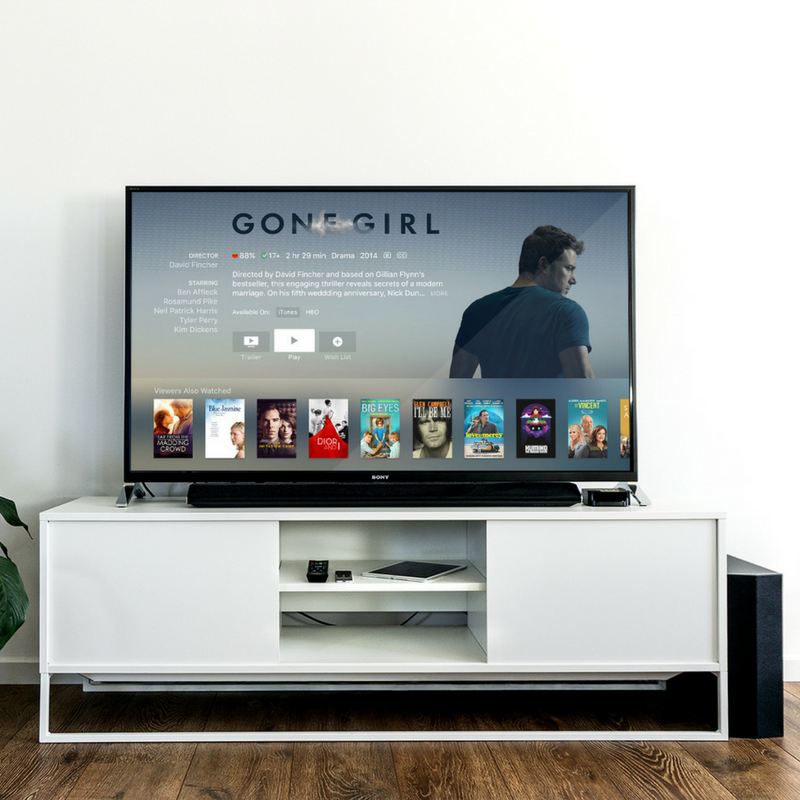 GONE GIRL
DIRECTOR
David Fincher
STARRING
Ben Affleck
Rosamund Pike
Neil Patrick Harris
Tyler Perry
Kim Dickens
88% 17+ 2 hr 29 min Drama 2014 CC
Directed by David Fincher and based on Gillian Flynn's
bestseller, this engaging thriller reveals secrets of a modern
marriage. On his fifth weddding anniversary, Nick Dun... MORE
Available On: iTunes HBO
Trailer Play Wish List
Viewers Also Watched
FAR FROM THE
MADDING
CROWD
Blue Jasmine
DIOR
AND I
BIG EYES
GLEN CAMPBELL
I'LL BE ME
love&mercy
ST. VINCENT
SONY